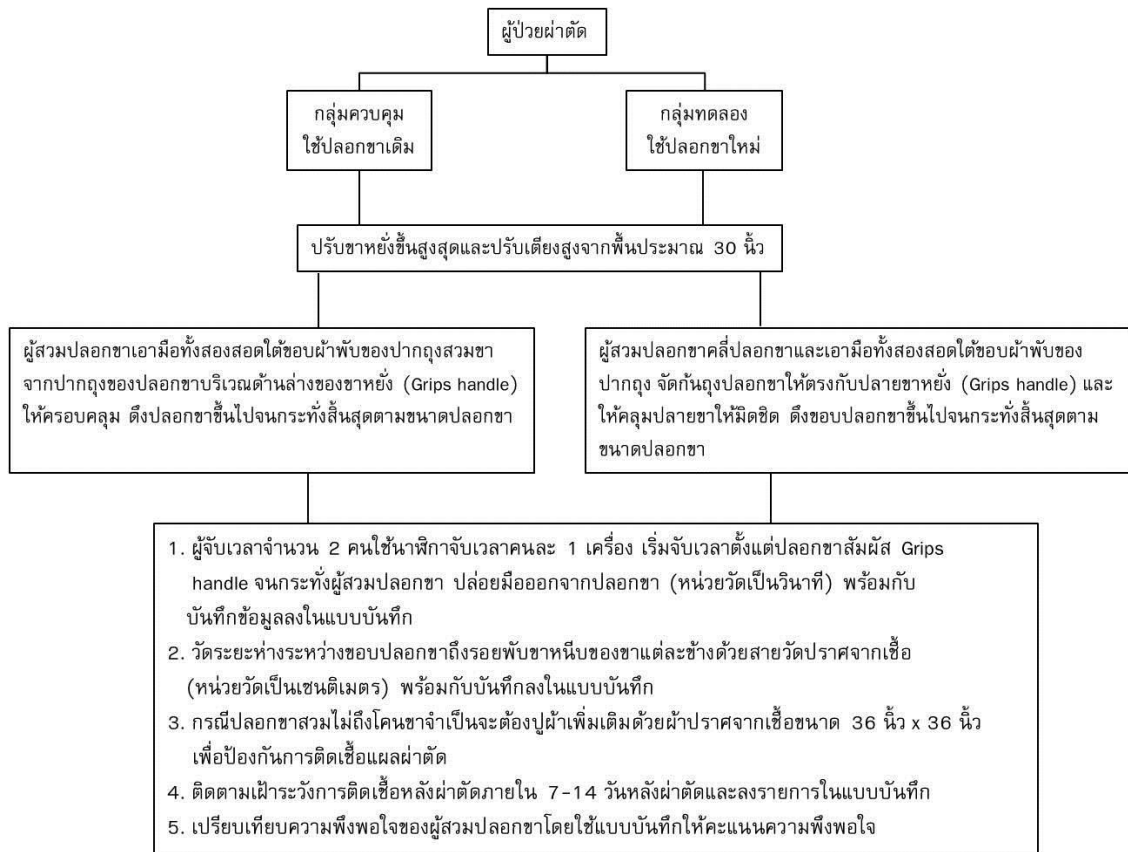 ผู้ป่วยผ่าตัด
กลุ่มควบคุม
ใช้ปลอกขาเดิม
กลุ่มทดลอง
ใช้ปลอกขาใหม่
ปรับขาหยั่งขึ้นสูงสุดและปรับเตียงสูงจากพื้นประมาณ 30 นิ้ว
ผู้สวมปลอกขาเอามือทั้งสองสอดใต้ขอบผ้าพับของปากถุงสวมขา
จากปากถุงของปลอกขาบริเวณด้านล่างของขาหยั่ง (Grips handle)
ให้ครอบคลุม ดึงปลอกขาขึ้นไปจนกระทั่งสิ้นสุดตามขนาดปลอกขา
ผู้สวมปลอกขาคลี่ปลอกขาและเอามือทั้งสองสอดใต้ขอบผ้าพับของ
ปากถุง จัดก้นถุงปลอกขาให้ตรงกับปลายขาหยั่ง (Grips handle) และ
ให้คลุมปลายขาให้มิดชิด ดึงขอบปลอกขาขึ้นไปจนกระทั่งสิ้นสุดตาม
ขนาดปลอกขา
1. ผู้จับเวลาจำนวน 2 คนใช้นาฬิกาจับเวลาคนละ 1 เครื่อง เริ่มจับเวลาตั้งแต่ปลอกขาสัมผัส Grips
handle จนกระทั่งผู้สวมปลอกขา ปล่อยมือออกจากปลอกขา (หน่วยวัดเป็นวินาที) พร้อมกับ
บันทึกข้อมูลลงในแบบบันทึก
2. วัดระยะห่างระหว่างขอบปลอกขาถึงรอยพับขาหนีบของขาแต่ละข้างด้วยสายวัดปราศจากเชื้อ
(หน่วยวัดเป็นเซนติเมตร) พร้อมกับบันทึกลงในแบบบันทึก
3. กรณีปลอกขาสวมไม่ถึงโคนขาจำเป็นจะต้องปูผ้าเพิ่มเติมด้วยผ้าปราศจากเชื้อขนาด 36 นิ้ว x 36 นิ้ว
เพื่อป้องกันการติดเชื้อแผลผ่าตัด
4. ติดตามเฝ้าระวังการติดเชื้อหลังผ่าตัดภายใน 7-14 วันหลังผ่าตัดและลงรายการในแบบบันทึก
5. เปรียบเทียบความพึงพอใจของผู้สวมปลอกขาโดยใช้แบบบันทึกให้คะแนนความพึงพอใจ